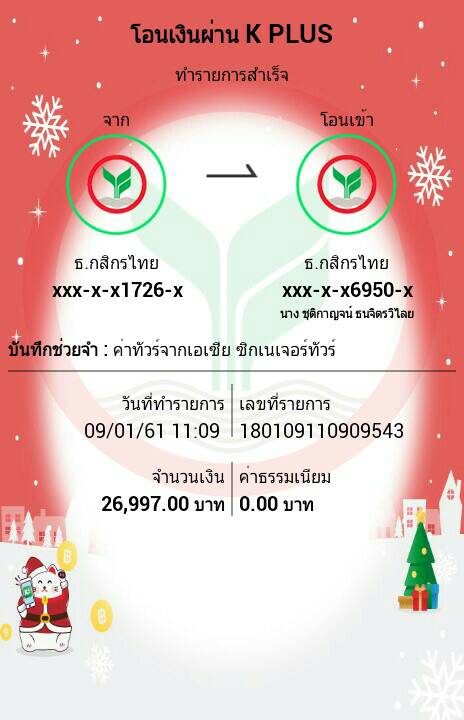 โอนเงินผ่าน K PLUS
ทำรายการสำเร็จ
จาก
โอนเข้า
ธ.กสิกรไทย
ธ.กสิกรไทย
xxx-x-x1726-x
xxx-x-x6950-x
นาง ชุติกาญจน์ ธนจิตรวิไลย
บันทึกช่วยจำ : ค่าทัวร์จากเอเซีย ซิกเนเจอร์ทัวร์
วันที่ทำรายการ
เลขที่รายการ
09/01/61 11:09
180109110909543
จำนวนเงิน
ค่าธรรมเนียม
26,997.00 บาท
0.00 บาท